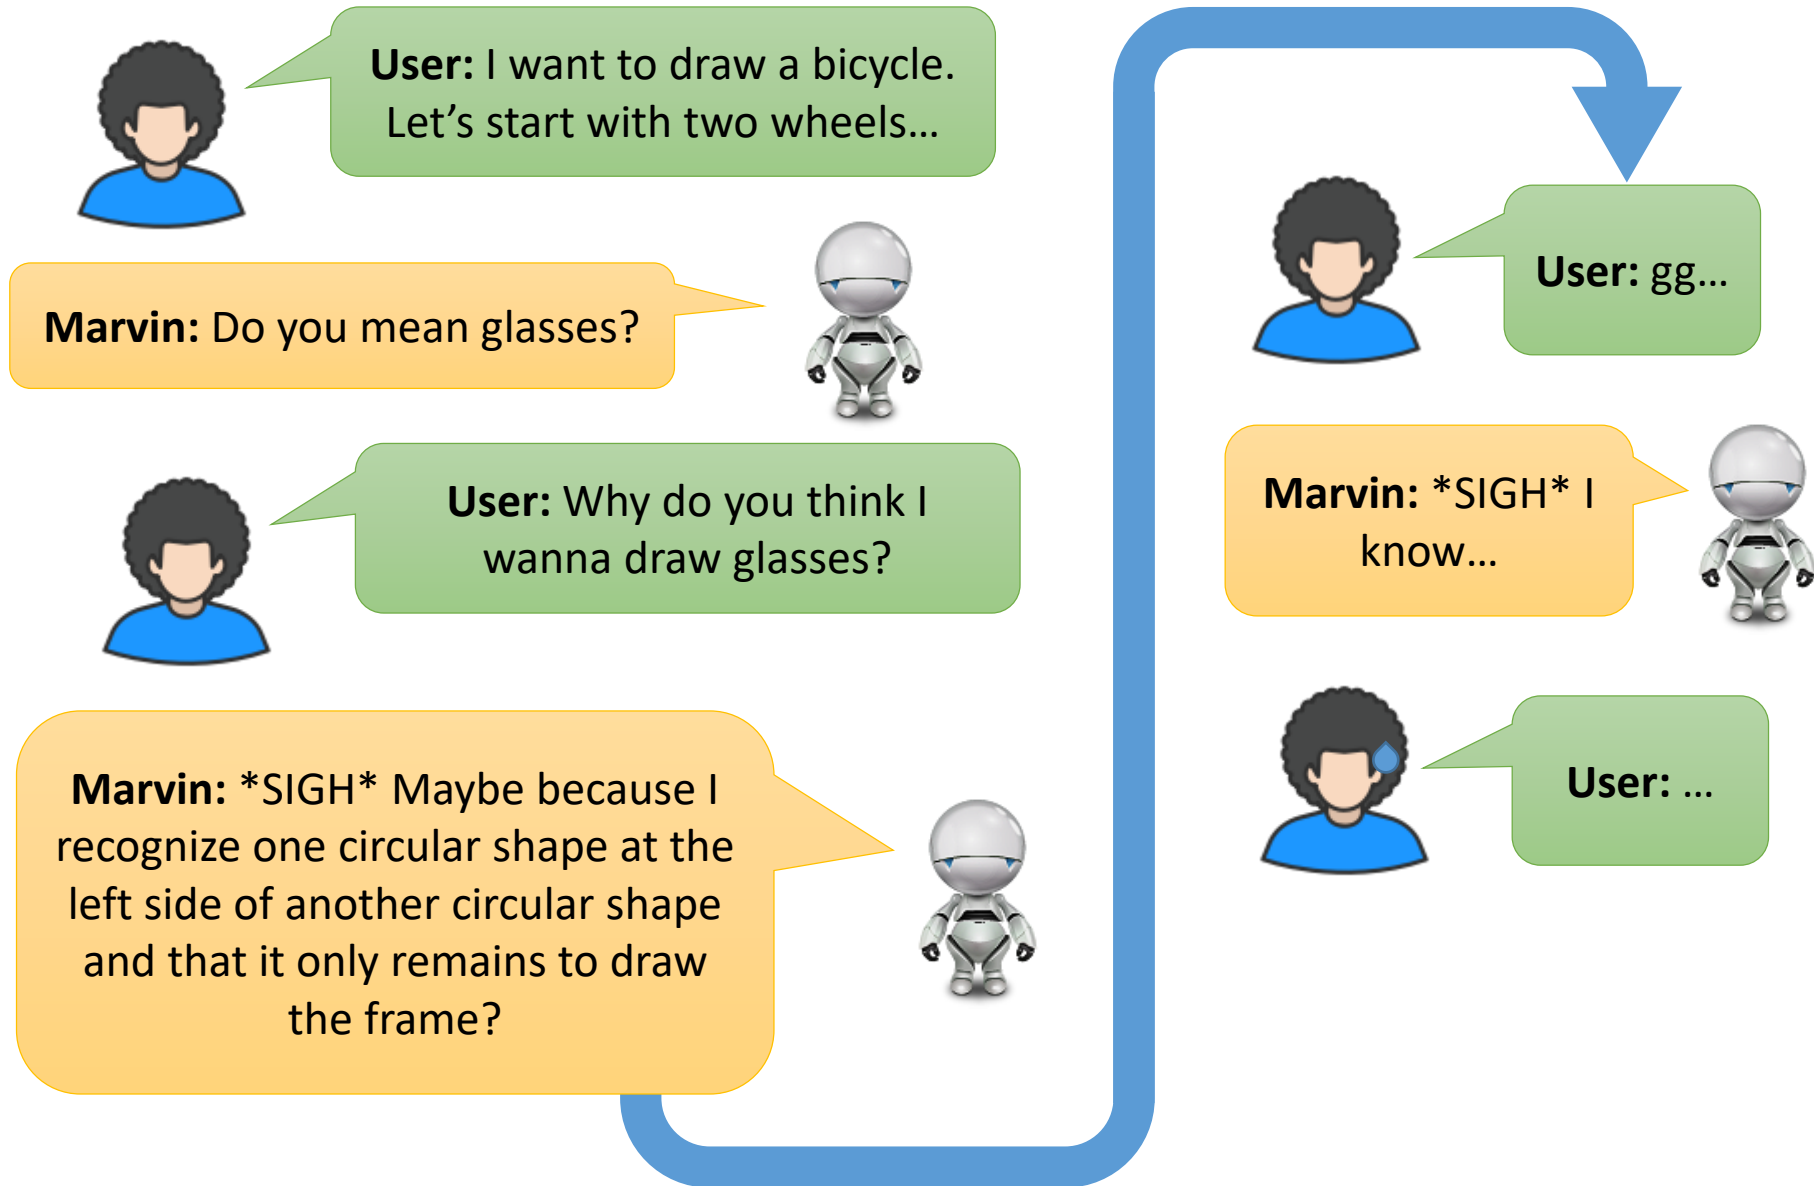 User: I want to draw a bicycle.
Let’s start with two wheels…
Marvin: Do you mean glasses?
User: Why do you think I
wanna draw glasses?
Marvin: *SIGH* Maybe because I
recognize one circular shape at the
left side of another circular shape
and that it only remains to draw
the frame?
User: gg…
Marvin: *SIGH* I
know…
User: …